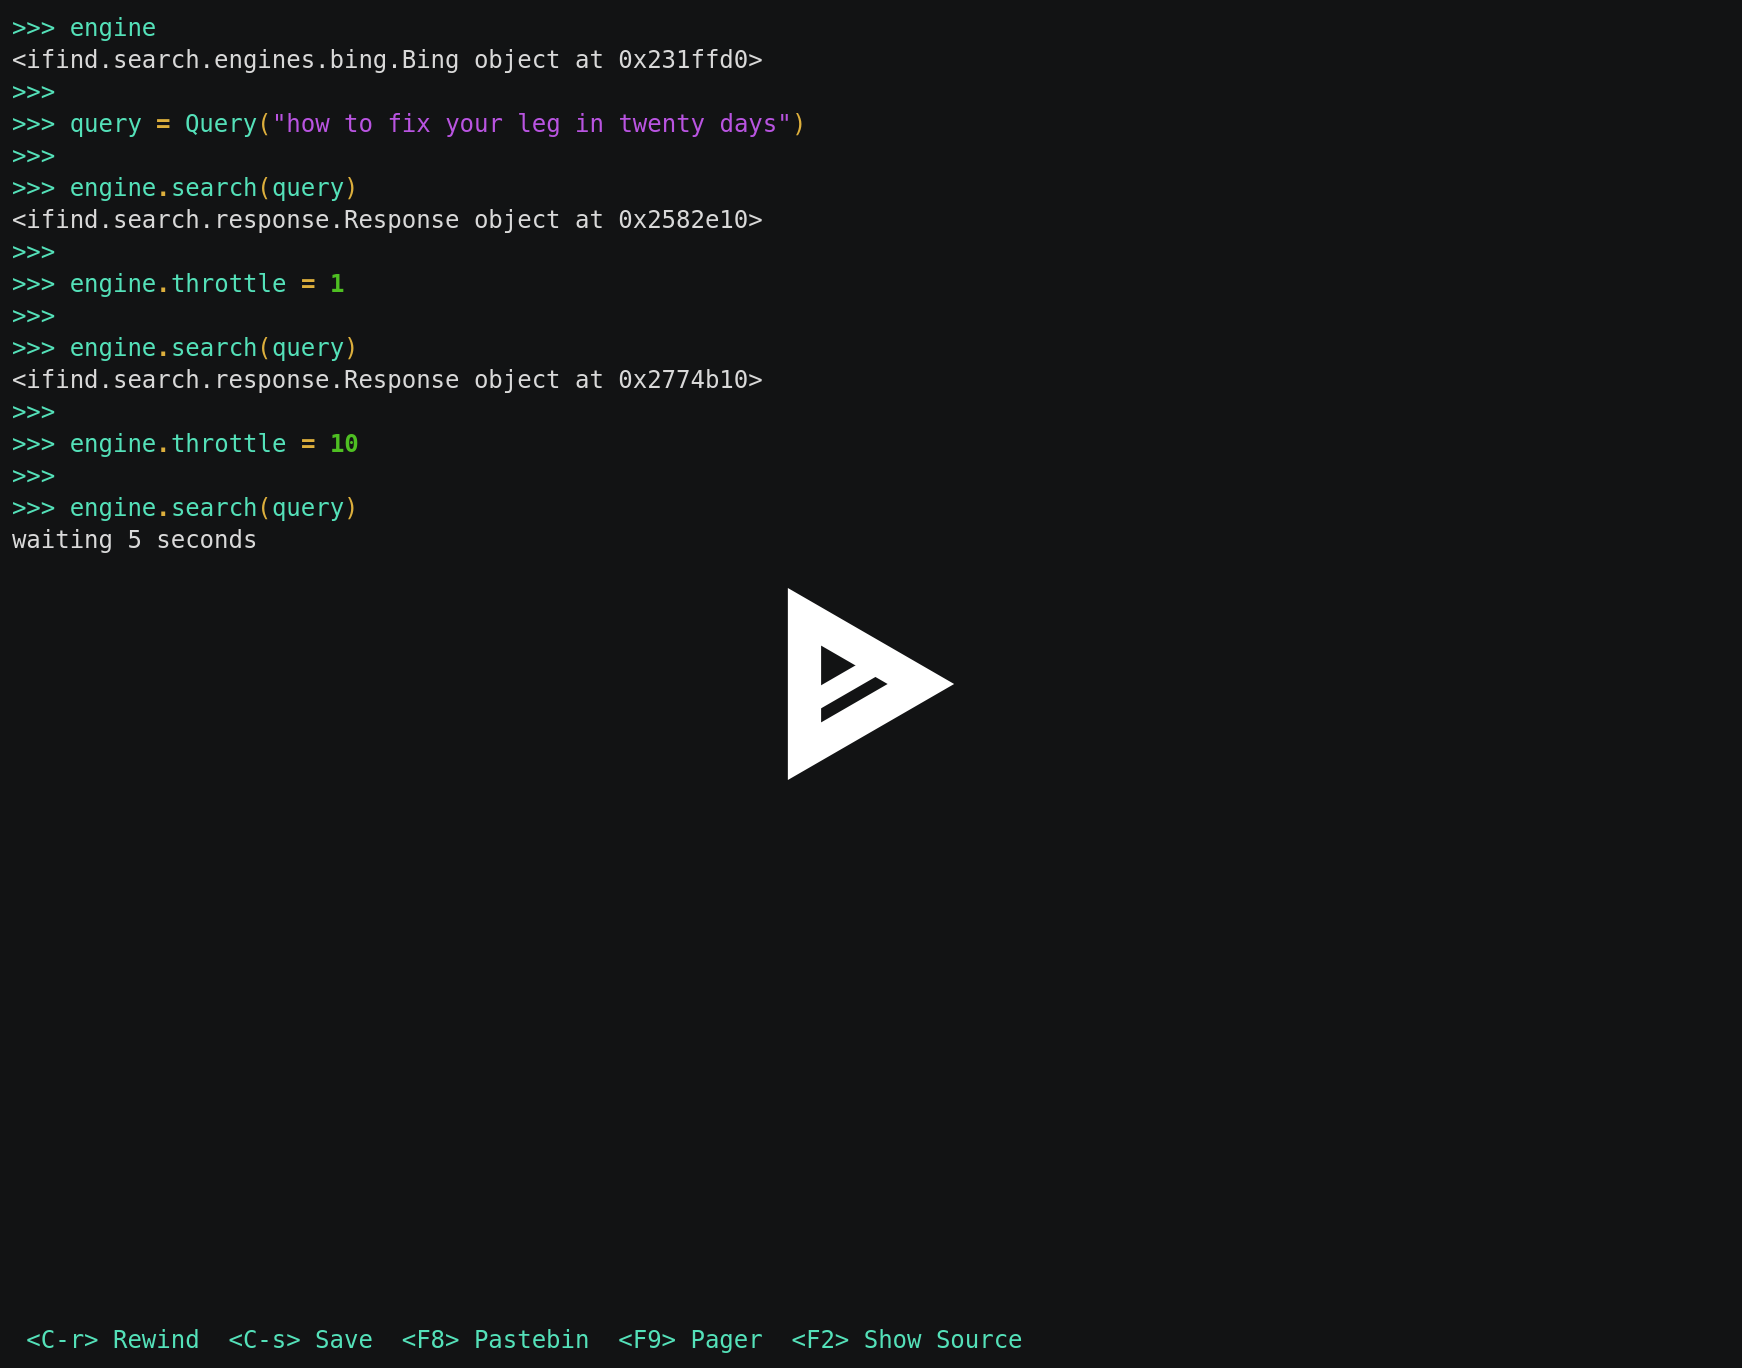 >>> engine
<ifind.search.engines.bing.Bing object at 0x231ffd0>
>>>
>>> query = Query("how to fix your leg in twenty days")
>>>
>>> engine.search(query)
<ifind.search.response.Response object at 0x2582e10>
>>>
>>> engine.throttle = 1
>>>
>>> engine.search(query)
<ifind.search.response.Response object at 0x2774b10>
>>>
>>> engine.throttle = 10
>>>
>>> engine.search(query)
waiting 5 seconds
<C-r> Rewind  <C-s> Save  <F8> Pastebin  <F9> Pager  <F2> Show Source